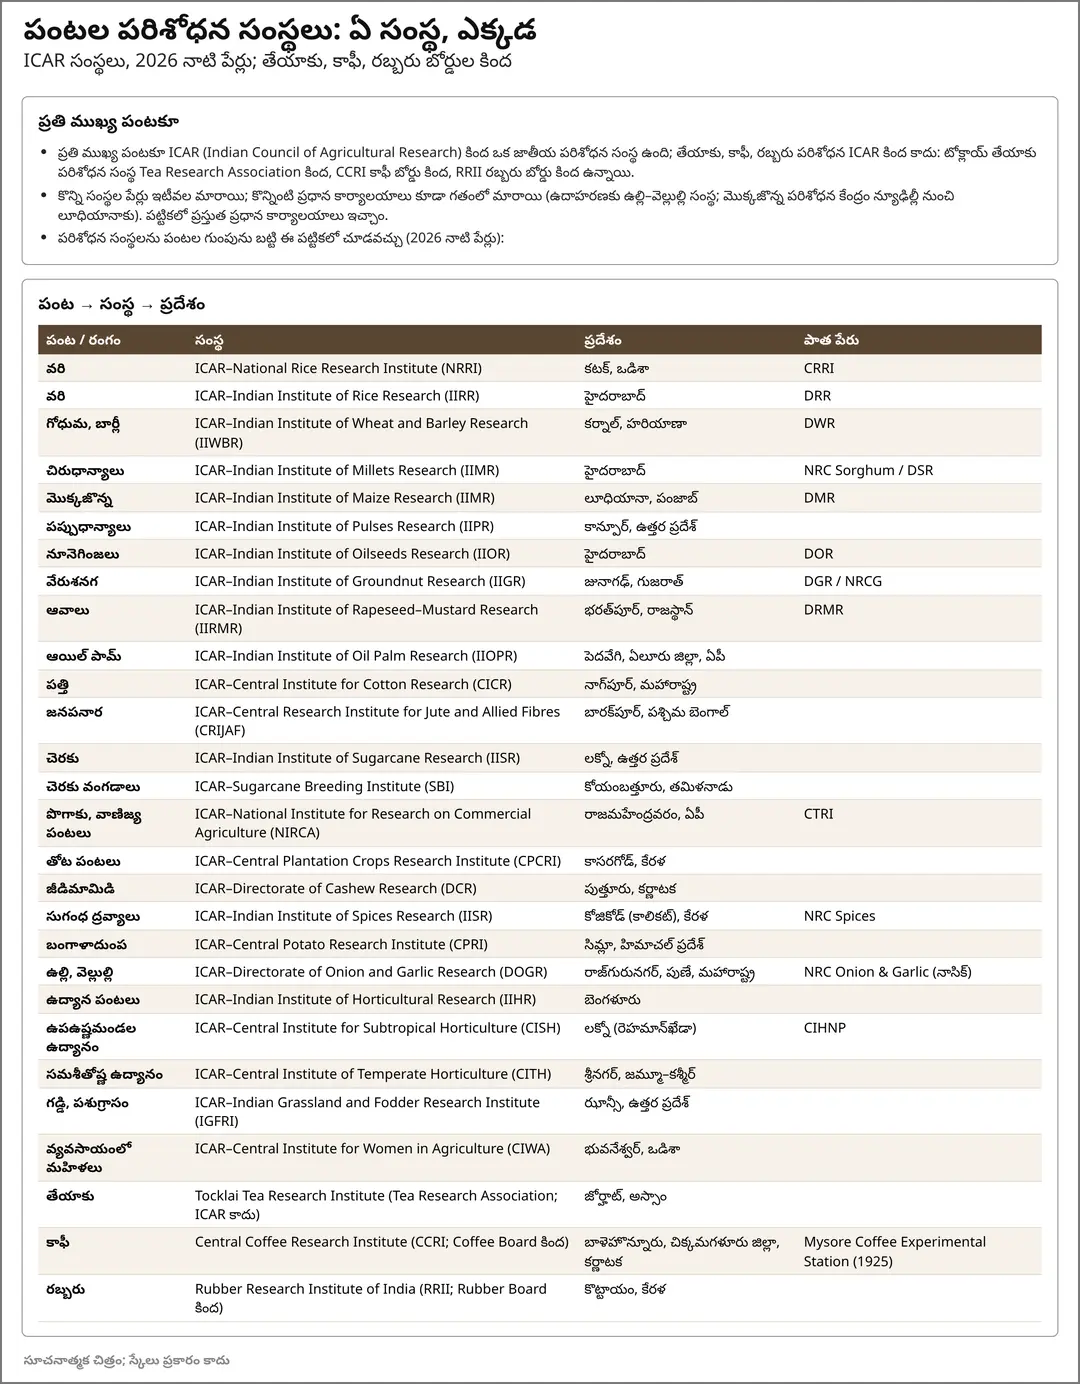 పంటల పరిశోధన సంస్థలు: ఏ సంస్థ, ఎక్కడ
ICAR సంస్థలు, 2026 నాటి పేర్లు; తేయాకు, కాఫీ, రబ్బరు బోర్డుల కింద
ప్రతి ముఖ్య పంటకూ
• ప్రతి ముఖ్య పంటకూ ICAR (Indian Council of Agricultural Research) కింద ఒక జాతీయ పరిశోధన సంస్థ ఉంది; తేయాకు, కాఫీ, రబ్బరు పరిశోధన ICAR కింద కాదు: టోక్లాయ్ తేయాకు
పరిశోధన సంస్థ Tea Research Association కింద, CCRI కాఫీ బోర్డు కింద, RRII రబ్బరు బోర్డు కింద ఉన్నాయి.
• కొన్ని సంస్థల పేర్లు ఇటీవల మారాయి; కొన్నింటి ప్రధాన కార్యాలయాలు కూడా గతంలో మారాయి (ఉదాహరణకు ఉల్లి–వెల్లుల్లి సంస్థ; మొక్కజొన్న పరిశోధన కేంద్రం న్యూఢిల్లీ నుంచి
లూధియానాకు). పట్టికలో ప్రస్తుత ప్రధాన కార్యాలయాలు ఇచ్చాం.
• పరిశోధన సంస్థలను పంటల గుంపును బట్టి ఈ పట్టికలో చూడవచ్చు (2026 నాటి పేర్లు):
పంట → సంస్థ → ప్రదేశం
పంట / రంగం సంస్థ ప్రదేశం పాత పేరు
వరి ICAR–National Rice Research Institute (NRRI) కటక్, ఒడిశా CRRI
వరి ICAR–Indian Institute of Rice Research (IIRR) హైదరాబాద్ DRR
గోధుమ, బార్లీ ICAR–Indian Institute of Wheat and Barley Research కర్నాల్, హరియాణా DWR
(IIWBR)
చిరుధాన్యాలు ICAR–Indian Institute of Millets Research (IIMR) హైదరాబాద్ NRC Sorghum / DSR
మొక్కజొన్న ICAR–Indian Institute of Maize Research (IIMR) లూధియానా, పంజాబ్ DMR
పప్పుధాన్యాలు ICAR–Indian Institute of Pulses Research (IIPR) కాన్పూర్, ఉత్తర ప్రదేశ్
నూనెగింజలు ICAR–Indian Institute of Oilseeds Research (IIOR) హైదరాబాద్ DOR
వేరుశనగ ICAR–Indian Institute of Groundnut Research (IIGR) జునాగఢ్, గుజరాత్ DGR / NRCG
ఆవాలు ICAR–Indian Institute of Rapeseed–Mustard Research భరత్‌పూర్, రాజస్థాన్ DRMR
(IIRMR)
ఆయిల్ పామ్ ICAR–Indian Institute of Oil Palm Research (IIOPR) పెదవేగి, ఏలూరు జిల్లా, ఏపీ
పత్తి ICAR–Central Institute for Cotton Research (CICR) నాగ్‌పూర్, మహారాష్ట్ర
జనపనార ICAR–Central Research Institute for Jute and Allied Fibres బారక్‌పూర్, పశ్చిమ బెంగాల్
(CRIJAF)
చెరకు ICAR–Indian Institute of Sugarcane Research (IISR) లక్నో, ఉత్తర ప్రదేశ్
చెరకు వంగడాలు ICAR–Sugarcane Breeding Institute (SBI) కోయంబత్తూరు, తమిళనాడు
పొగాకు, వాణిజ్య ICAR–National Institute for Research on Commercial రాజమహేంద్రవరం, ఏపీ CTRI
పంటలు Agriculture (NIRCA)
తోట పంటలు ICAR–Central Plantation Crops Research Institute (CPCRI) కాసరగోడ్, కేరళ
జీడిమామిడి ICAR–Directorate of Cashew Research (DCR) పుత్తూరు, కర్ణాటక
సుగంధ ద్రవ్యాలు ICAR–Indian Institute of Spices Research (IISR) కోజికోడ్ (కాలికట్), కేరళ NRC Spices
బంగాళాదుంప ICAR–Central Potato Research Institute (CPRI) సిమ్లా, హిమాచల్ ప్రదేశ్
ఉల్లి, వెల్లుల్లి ICAR–Directorate of Onion and Garlic Research (DOGR) రాజ్‌గురునగర్, పుణే, మహారాష్ట్ర NRC Onion & Garlic (నాసిక్)
ఉద్యాన పంటలు ICAR–Indian Institute of Horticultural Research (IIHR) బెంగళూరు
ఉపఉష్ణమండల ICAR–Central Institute for Subtropical Horticulture (CISH) లక్నో (రెహమాన్‌ఖేడా) CIHNP
ఉద్యానం
సమశీతోష్ణ ఉద్యానం ICAR–Central Institute of Temperate Horticulture (CITH) శ్రీనగర్, జమ్మూ–కశ్మీర్
గడ్డి, పశుగ్రాసం ICAR–Indian Grassland and Fodder Research Institute ఝాన్సీ, ఉత్తర ప్రదేశ్
(IGFRI)
వ్యవసాయంలో ICAR–Central Institute for Women in Agriculture (CIWA) భువనేశ్వర్, ఒడిశా
మహిళలు
తేయాకు Tocklai Tea Research Institute (Tea Research Association; జోర్హాట్, అస్సాం
ICAR కాదు)
కాఫీ Central Coffee Research Institute (CCRI; Coffee Board కింద) బాళెహొన్నూరు, చిక్కమగళూరు జిల్లా, Mysore Coffee Experimental
కర్ణాటక Station (1925)
రబ్బరు Rubber Research Institute of India (RRII; Rubber Board కొట్టాయం, కేరళ
కింద)
సూచనాత్మక చిత్రం; స్కేలు ప్రకారం కాదు